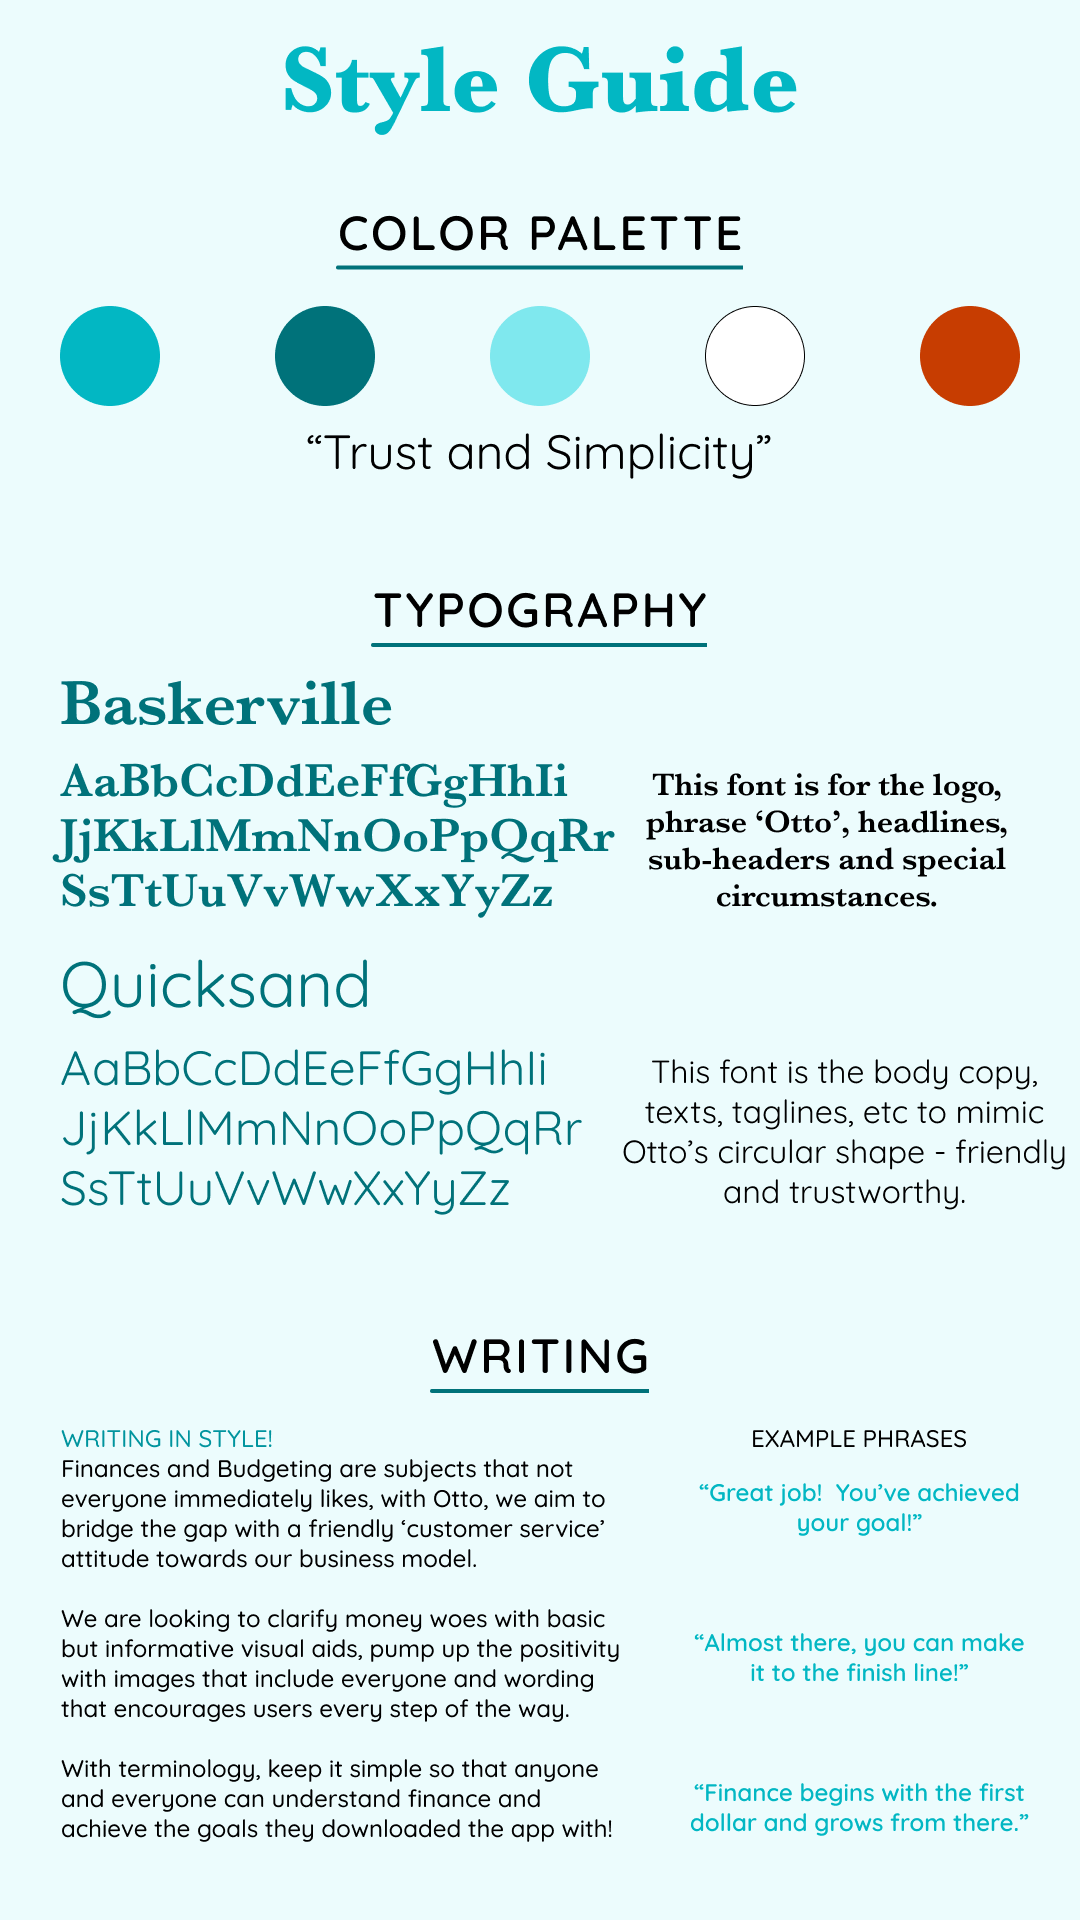 Style Guide
COLOR PALETTE
“Trust and Simplicity”
TYPOGRAPHY
Baskerville
AaBbCcDdEeFfGgHhIi
JjKkLlMmNnOoPpQqRr
SsTtUuVvWwXxYyZz
This font is for the logo,
phrase ‘Otto’, headlines,
sub-headers and special
circumstances.
Quicksand
AaBbCcDdEeFfGgHhIi
JjKkLlMmNnOoPpQqRr
SsTtUuVvWwXxYyZz
This font is the body copy,
texts, taglines, etc to mimic
Otto’s circular shape - friendly
and trustworthy.
WRITING
WRITING IN STYLE!
Finances and Budgeting are subjects that not
everyone immediately likes, with Otto, we aim to
bridge the gap with a friendly ‘customer service’
attitude towards our business model.
We are looking to clarify money woes with basic
but informative visual aids, pump up the positivity
with images that include everyone and wording
that encourages users every step of the way.
With terminology, keep it simple so that anyone
and everyone can understand finance and
achieve the goals they downloaded the app with!
EXAMPLE PHRASES
“Great job!  You’ve achieved
your goal!”
“Almost there, you can make
it to the finish line!”
“Finance begins with the first
dollar and grows from there.”